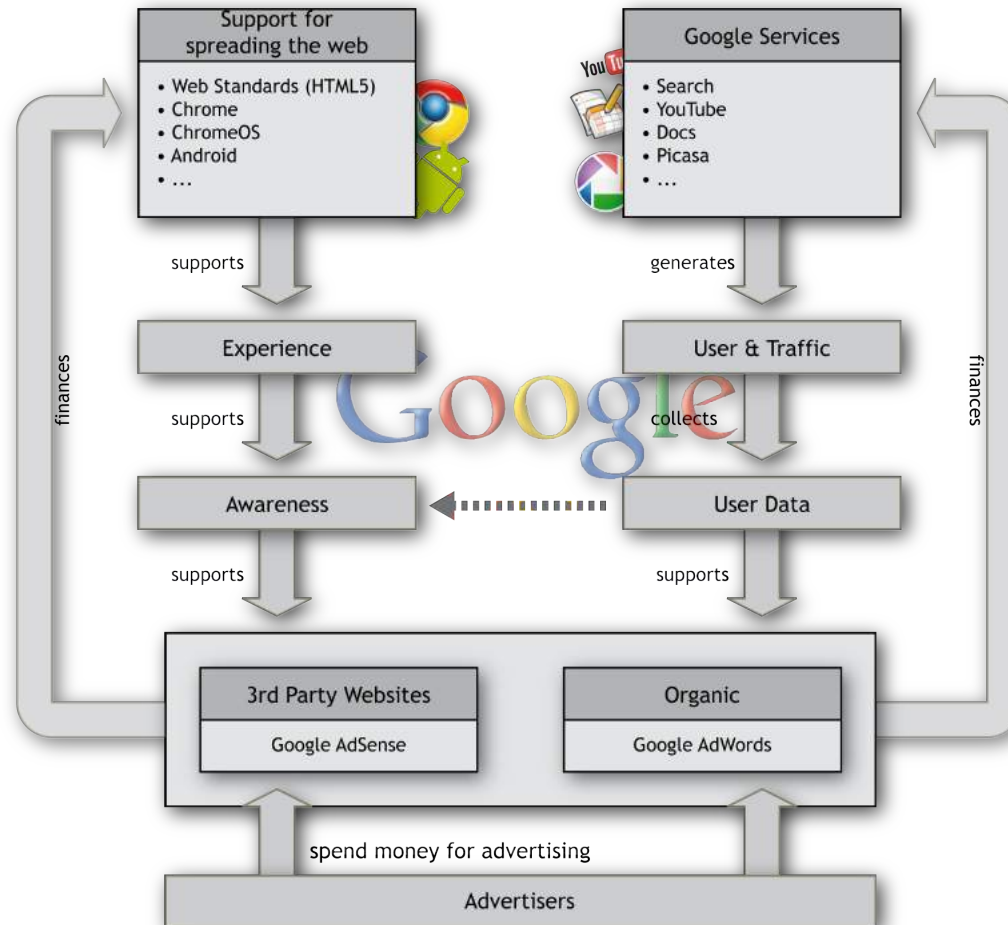 Support for
spreading the web
• Web Standards (HTML5)
• Chrome
• ChromeOS
• Android
• ...
Google Services
• Search
• YouTube
• Docs
• Picasa
• ...
You Tu
supports
generates
Experience
User & Traffic
finances
finances
Google
supports
collects
Awareness
User Data
supports
supports
3rd Party Websites
Google AdSense
Organic
Google AdWords
spend money for advertising
Advertisers